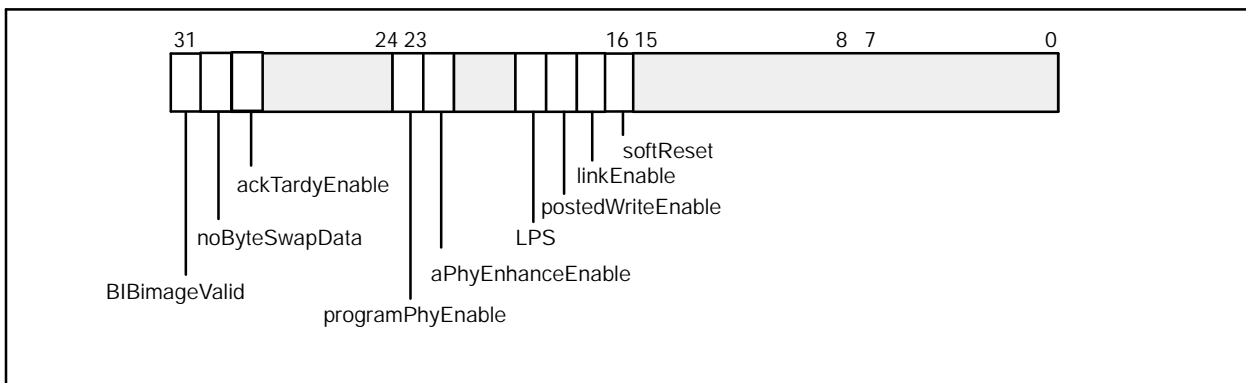 31 24 23 16 15 8 7 0
softReset
linkEnable
ackTardyEnable
postedWriteEnable
noByteSwapData LPS
aPhyEnhanceEnable
BIBimageValid
programPhyEnable